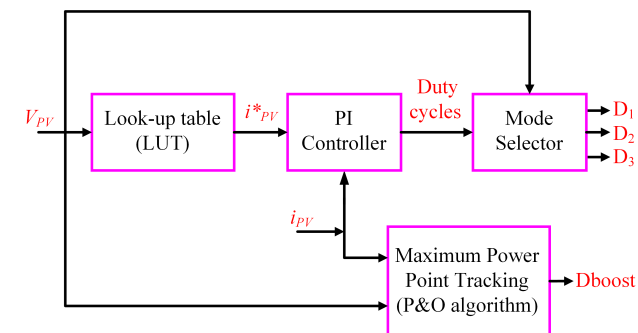 V_PV
Look-up table
(LUT)
i*_PV
PI
Controller
Duty
cycles
Mode
Selector
D_1
D_2
D_3
i_PV
Maximum Power
Point Tracking
(P&O algorithm)
Dboost